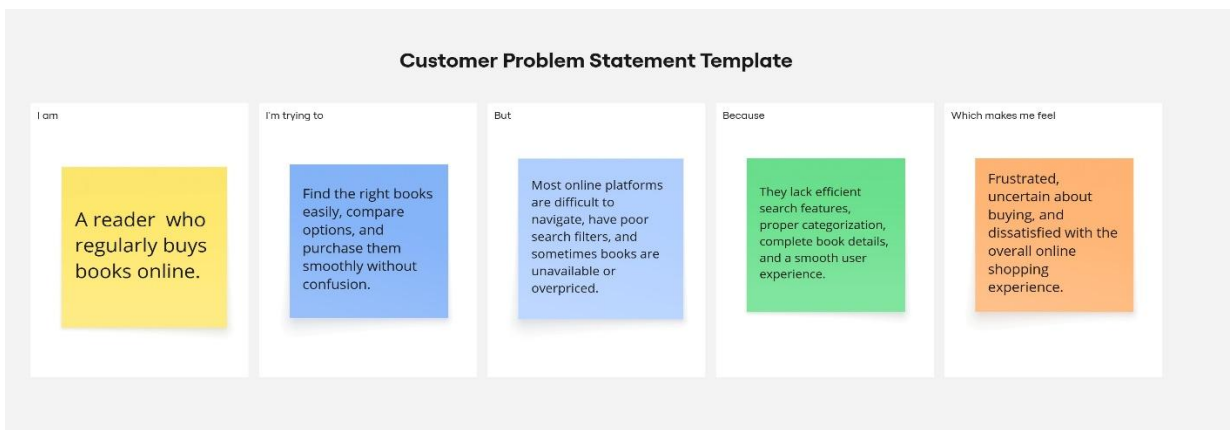 Customer Problem Statement Template
I am
A reader who
regularly buys
books online.
I'm trying to
Find the right books
easily, compare
options, and
purchase them
smoothly without
confusion.
But
Most online platforms
are difficult to
navigate, have poor
search filters, and
sometimes books are
unavailable or
overpriced.
Because
They lack efficient
search features,
proper categorization,
complete book details,
and a smooth user
experience.
Which makes me feel
Frustrated,
uncertain about
buying, and
dissatisfied with the
overall online
shopping
experience.